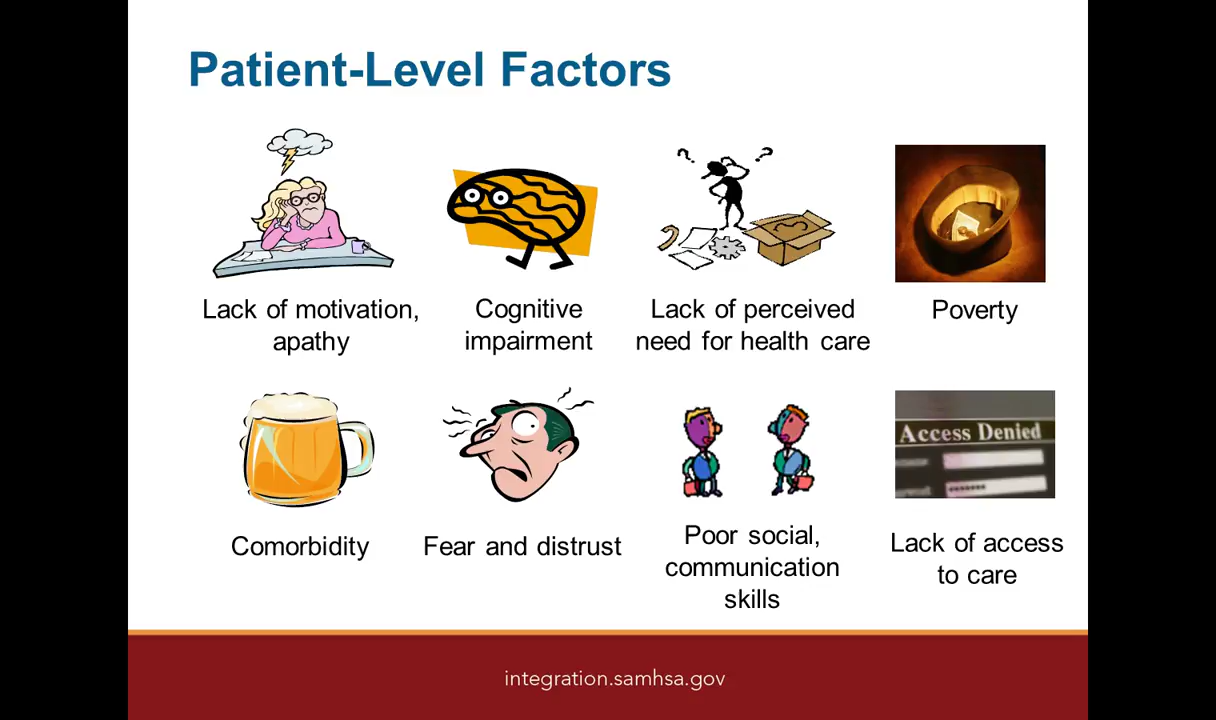 Patient-Level Factors
Lack of motivation,
apathy
Cognitive
impairment
Lack of perceived
need for health care
Poverty
Access Denied
Comorbidity
Fear and distrust
Poor social,
communication
skills
Lack of access
to care
integration.samhsa.gov